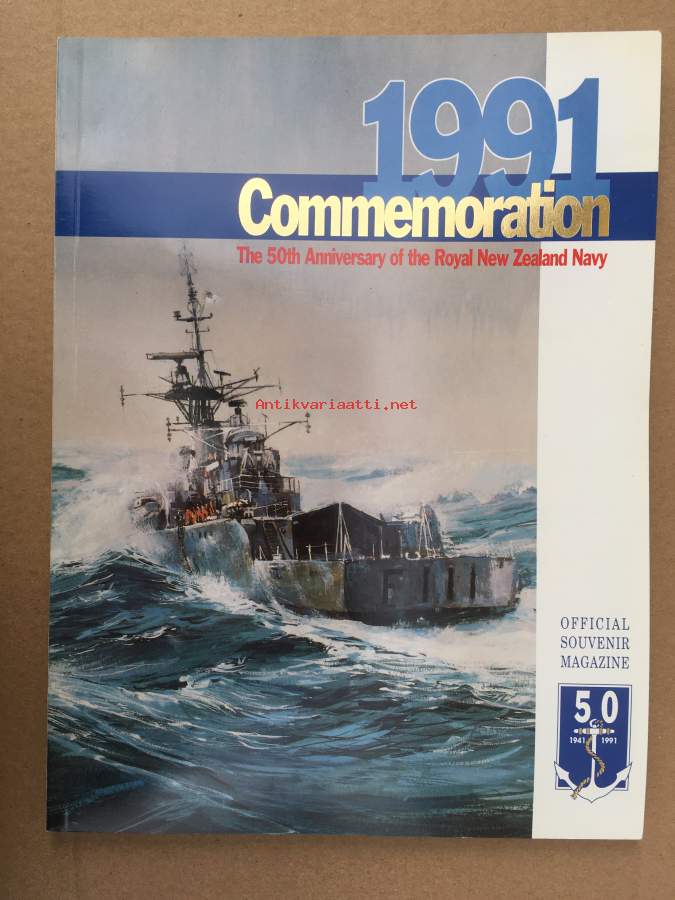 1991
Commemoration
The 50th Anniversary of the Royal New Zealand Navy
Antikvariaatti.net
F111
OFFICIAL
SOUVENIR
MAGAZINE
50
1941 1991